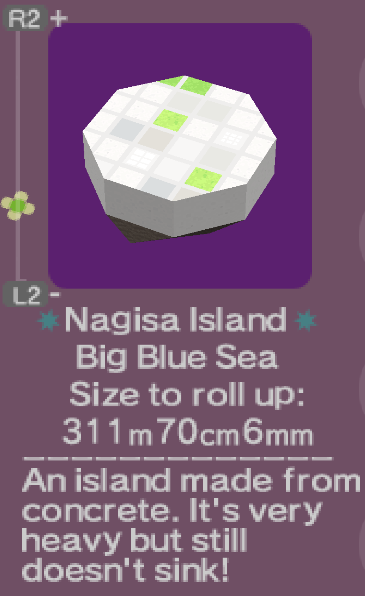 R2 +
L2 -
Nagisa Island
Big Blue Sea
Size to roll up:
311m70cm6mm
An island made from
concrete. It's very
heavy but still
doesn't sink!